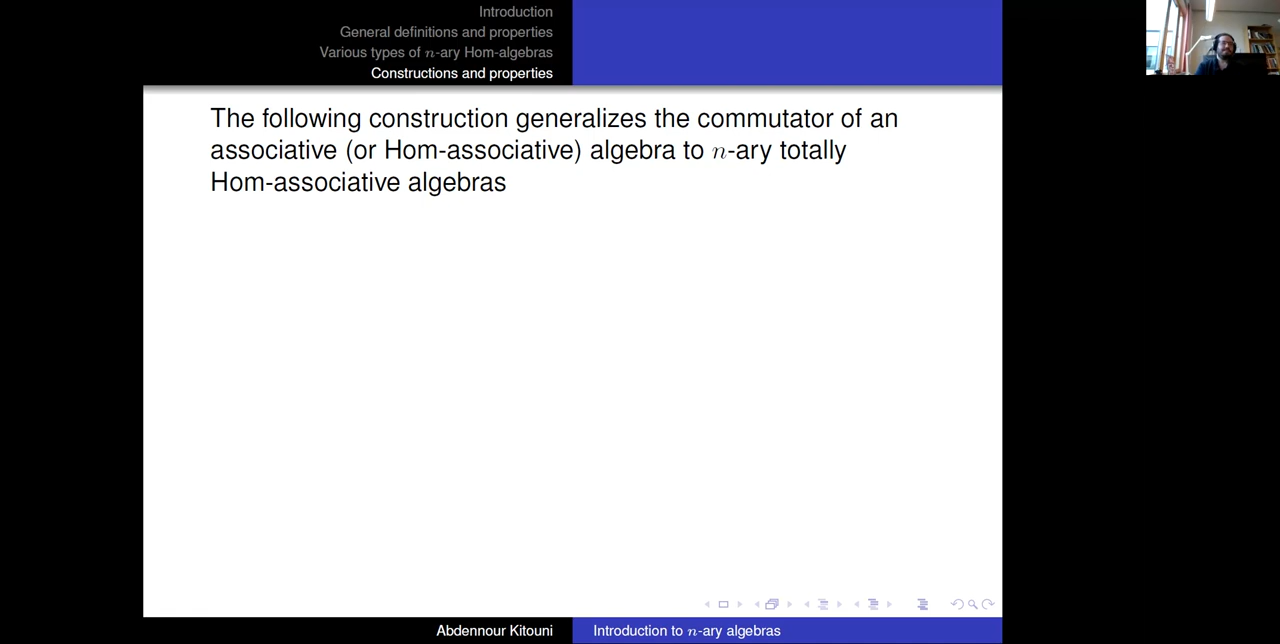 Introduction
General definitions and properties
Various types of n-ary Hom-algebras
Constructions and properties
The following construction generalizes the commutator of an
associative (or Hom-associative) algebra to n-ary totally
Hom-associative algebras
Abdennour Kitouni
Introduction to n-ary algebras